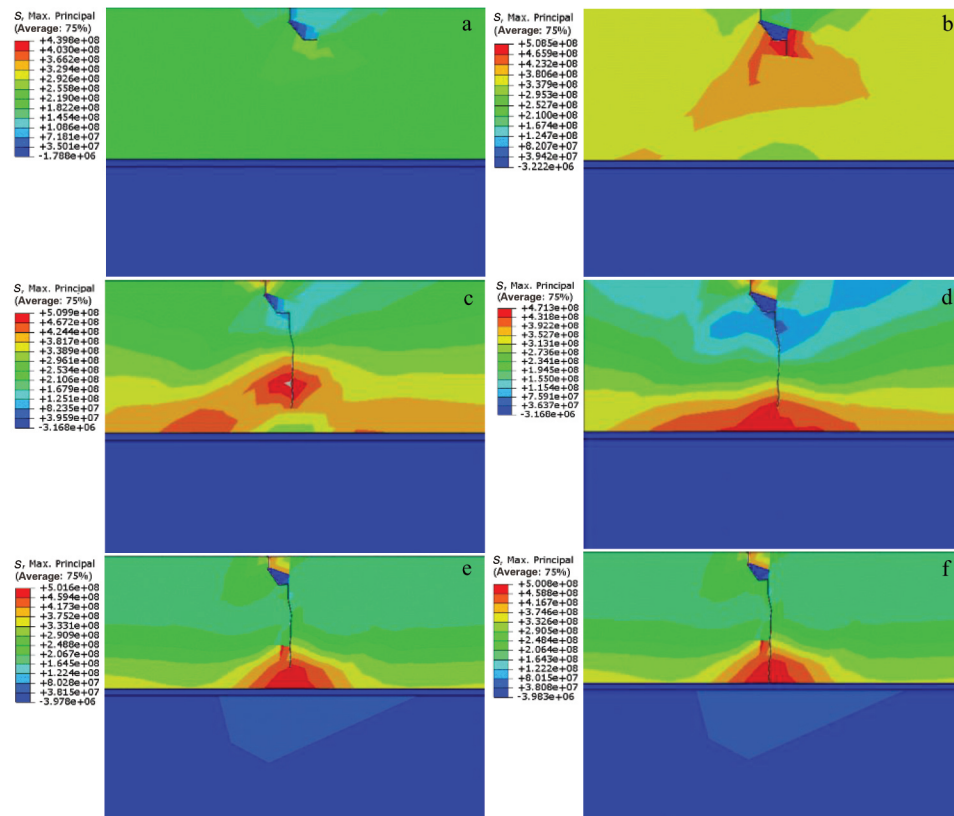 S, Max. Principal
(Average: 75%)
+4.398e+08
+4.030e+08
+3.662e+08
+3.294e+08
+2.926e+08
+2.558e+08
+2.190e+08
+1.822e+08
+1.454e+08
+1.086e+08
+7.181e+07
+3.501e+07
-1.788e+06
a
S, Max. Principal
(Average: 75%)
+5.085e+08
+4.659e+08
+4.232e+08
+3.806e+08
+3.379e+08
+2.953e+08
+2.527e+08
+2.100e+08
+1.674e+08
+1.247e+08
+8.207e+07
+3.942e+07
-3.222e+06
b
S, Max. Principal
(Average: 75%)
+5.099e+08
+4.672e+08
+4.244e+08
+3.817e+08
+3.389e+08
+2.961e+08
+2.534e+08
+2.106e+08
+1.679e+08
+1.251e+08
+8.235e+07
+3.959e+07
-3.168e+06
c
S, Max. Principal
(Average: 75%)
+4.713e+08
+4.318e+08
+3.922e+08
+3.527e+08
+3.131e+08
+2.736e+08
+2.341e+08
+1.945e+08
+1.550e+08
+1.154e+08
+7.591e+07
+3.637e+07
-3.168e+06
d
S, Max. Principal
(Average: 75%)
+5.016e+08
+4.594e+08
+4.173e+08
+3.752e+08
+3.331e+08
+2.909e+08
+2.488e+08
+2.067e+08
+1.645e+08
+1.224e+08
+8.028e+07
+3.815e+07
-3.978e+06
e
S, Max. Principal
(Average: 75%)
+5.008e+08
+4.588e+08
+4.167e+08
+3.746e+08
+3.326e+08
+2.905e+08
+2.484e+08
+2.064e+08
+1.643e+08
+1.222e+08
+8.015e+07
+3.808e+07
-3.983e+06
f